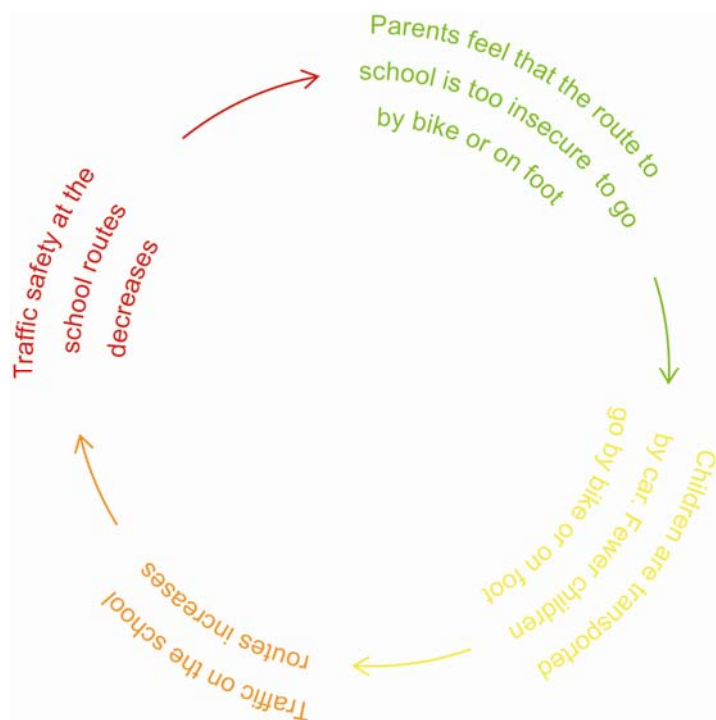 Parents feel that the route to
school is too insecure to go
by bike or on foot
Children are transported
by car. Fewer children
go by bike or on foot
Traffic on the school
routes increases
Traffic safety at the
school routes
decreases